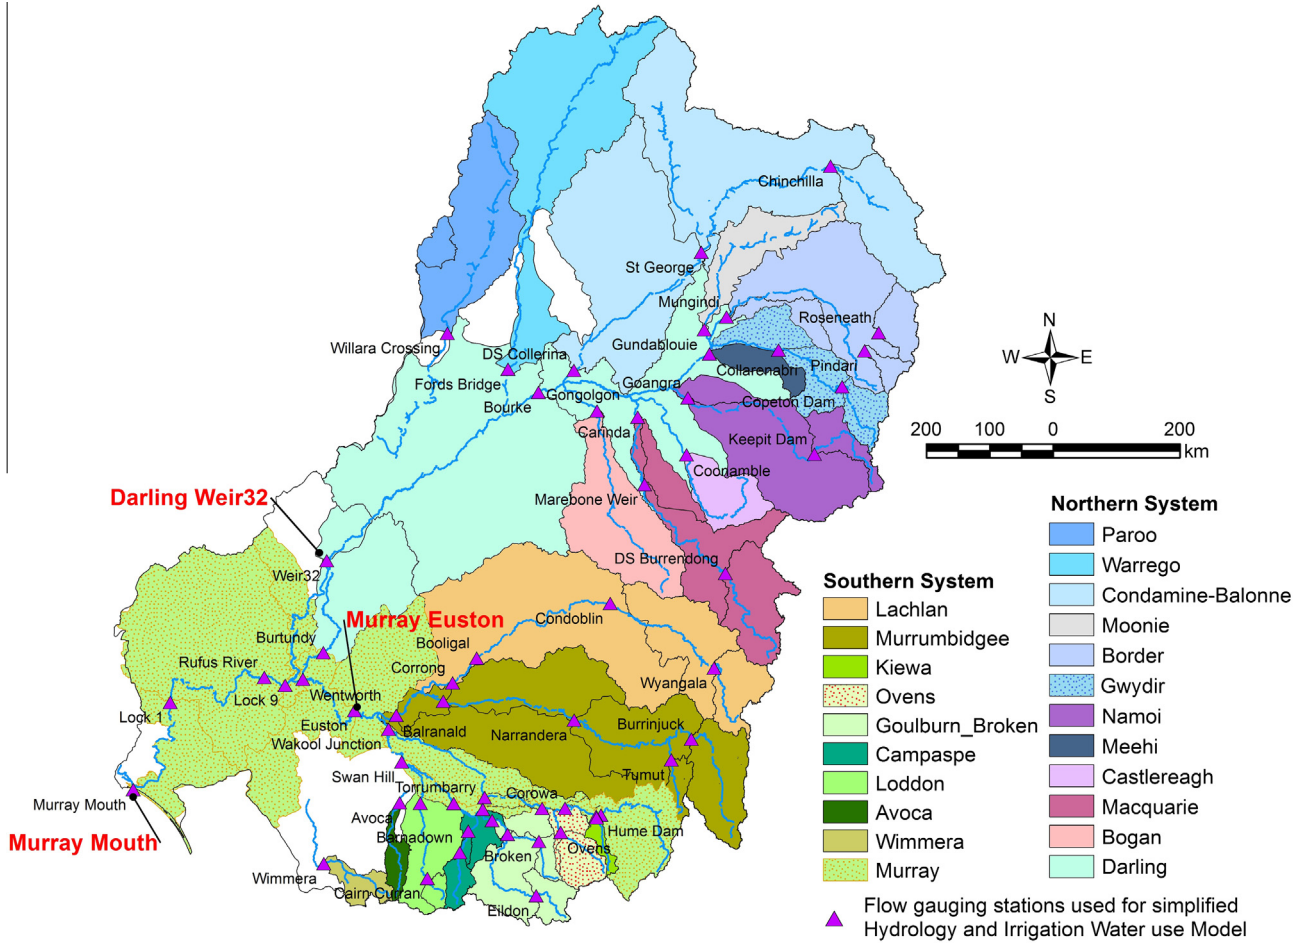 Chinchilla
St George
Mungindi
Roseneath
Gundablouie
Willara Crossing
DS Collerina
Collarenabri
Pindari
Fords Bridge
Goangra
Gongolgon
Copeton Dam
Bourke
Carinda
Keepit Dam
Coonamble
Marebone Weir
Darling Weir32
DS Burrendong
Weir32
Murray Euston
Condoblin
Booligal
Burtundy
Corrong
Rufus River
Wyangala
Wentworth
Lock 9
Lock 1
Euston
Balranald
Narrandera
Burrinjuck
Wakool Junction
Swan Hill
Tumut
Torrumbarry
Corowa
Murray Mouth
Avoca
Barnadown
Hume Dam
Murray Mouth
Broken
Ovens
Wimmera
Cairn Curran
Eildon
N
W E
S
200 100 0 200
km
Southern System
Lachlan
Murrumbidgee
Kiewa
Ovens
Goulburn_Broken
Campaspe
Loddon
Avoca
Wimmera
Murray
Northern System
Paroo
Warrego
Condamine-Balonne
Moonie
Border
Gwydir
Namoi
Meehi
Castlereagh
Macquarie
Bogan
Darling
Flow gauging stations used for simplified
Hydrology and Irrigation Water use Model